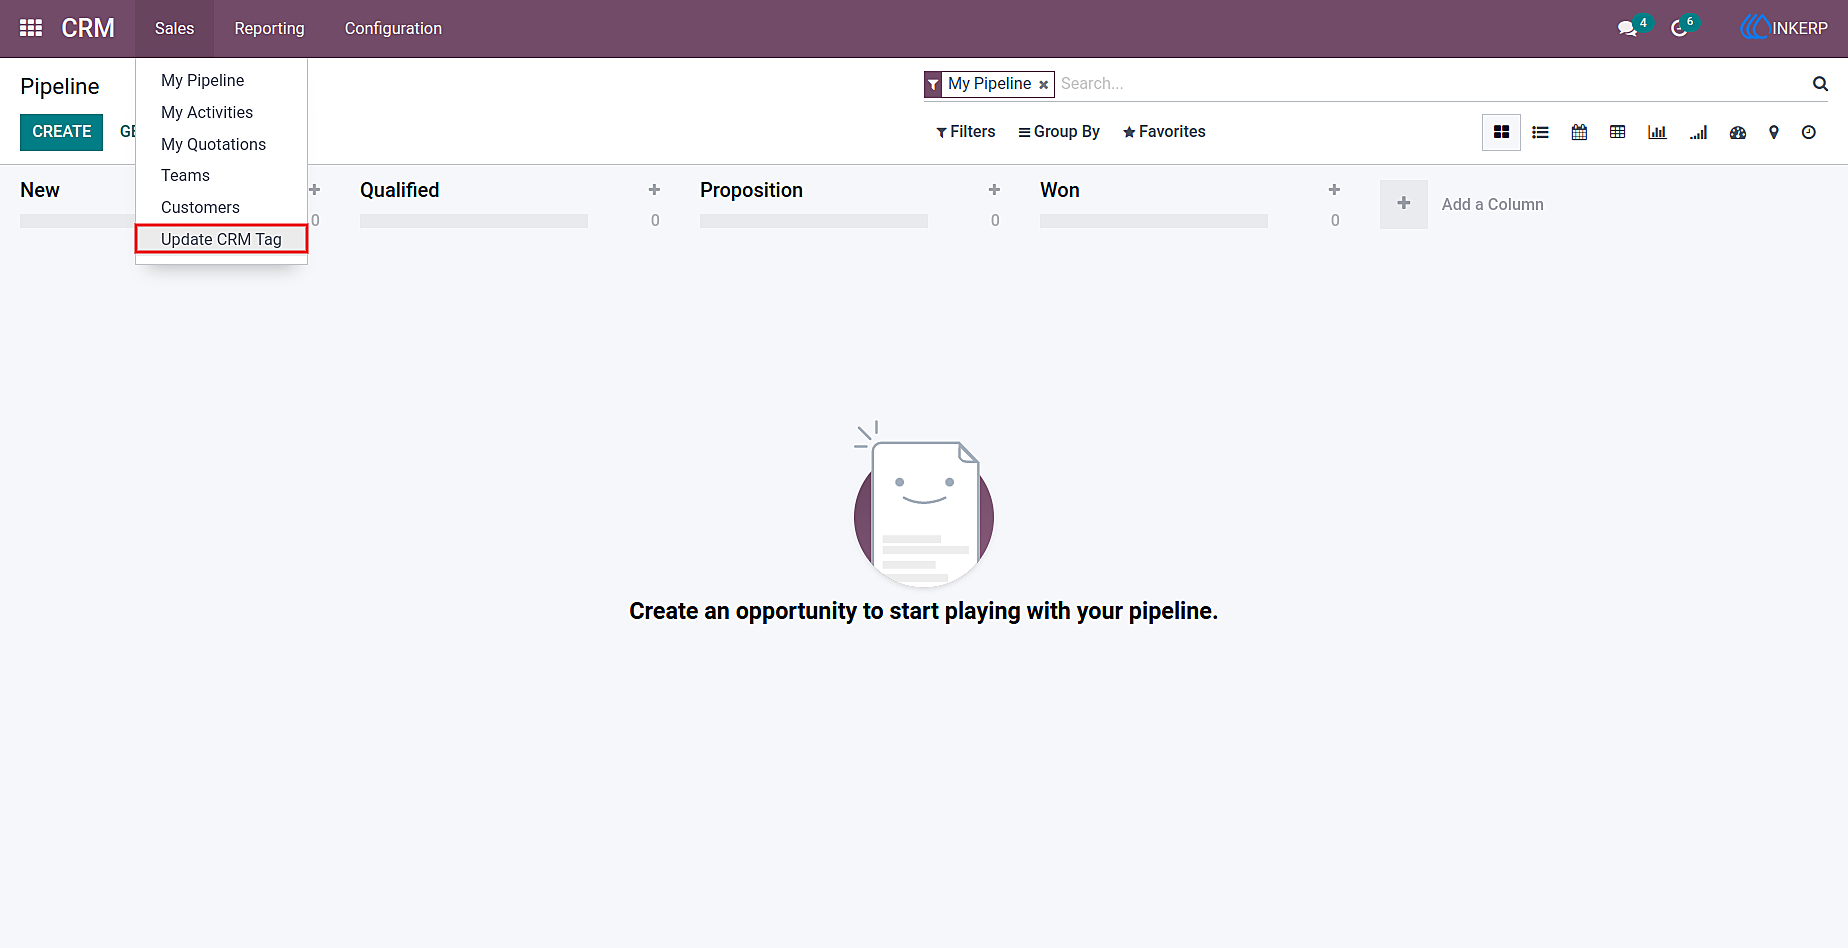 CRM Sales Reporting Configuration 4 6 INKERP
Pipeline
My Pipeline × Search...
CREATE GE
Filters Group By Favorites
My Pipeline
My Activities
My Quotations
Teams
Customers
Update CRM Tag
New + 0
Qualified + 0
Proposition + 0
Won + 0
+ Add a Column
Create an opportunity to start playing with your pipeline.